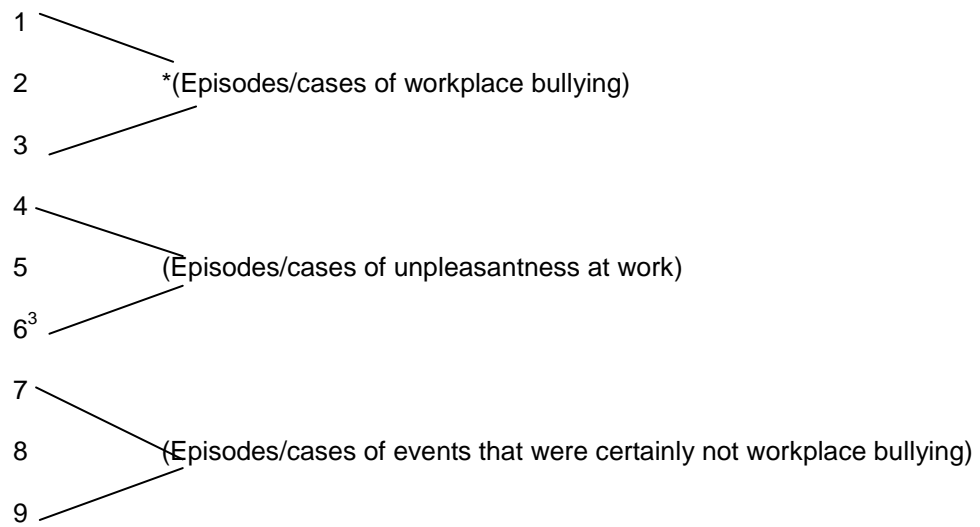 1
2 *(Episodes/cases of workplace bullying)
3
4
5 (Episodes/cases of unpleasantness at work)
6³
7
8 (Episodes/cases of events that were certainly not workplace bullying)
9